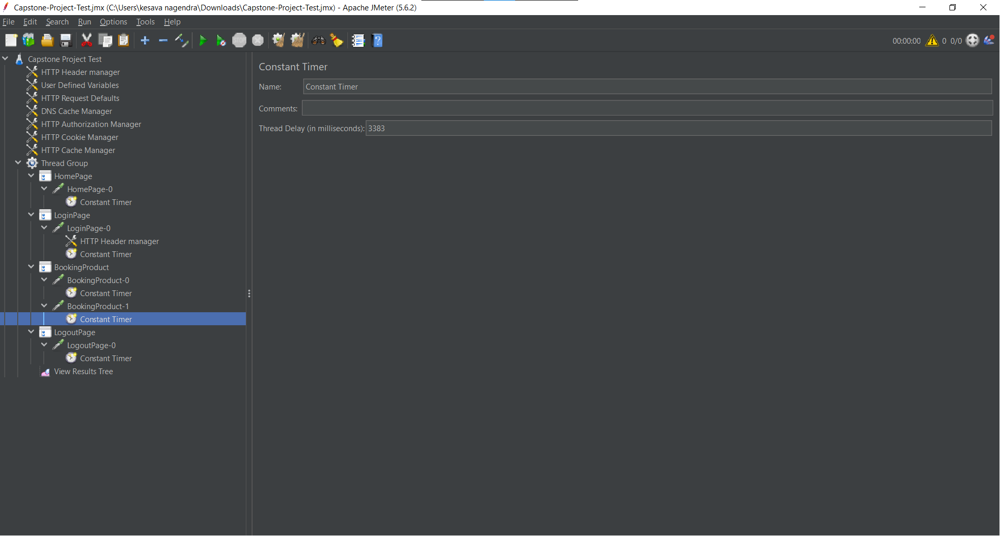 Capstone-Project-Test.jmx (C:\Users\kesava nagendra\Downloads\Capstone-Project-Test.jmx) - Apache JMeter (5.6.2)
File Edit Search Run Options Tools Help
STOP
00:00:00 0 0/0
Capstone Project Test
HTTP Header manager
User Defined Variables
HTTP Request Defaults
DNS Cache Manager
HTTP Authorization Manager
HTTP Cookie Manager
HTTP Cache Manager
Thread Group
HomePage
HomePage-0
Constant Timer
LoginPage
LoginPage-0
HTTP Header manager
Constant Timer
BookingProduct
BookingProduct-0
Constant Timer
BookingProduct-1
Constant Timer
LogoutPage
LogoutPage-0
Constant Timer
View Results Tree
Constant Timer
Name: Constant Timer
Comments:
Thread Delay (in milliseconds): 3383